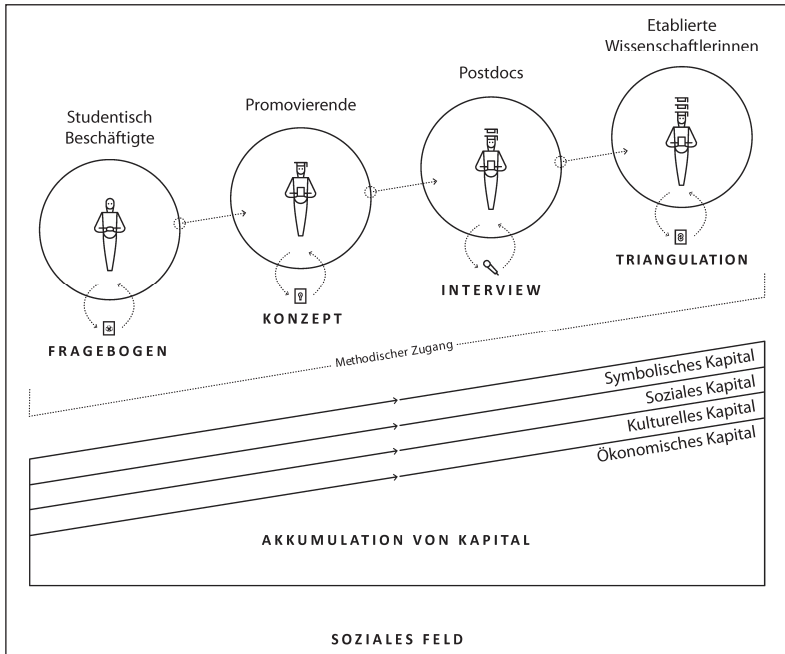 Studentisch
Beschäftigte
Promovierende
Postdocs
Etablierte
Wissenschaftlerinnen
FRAGEBOGEN
KONZEPT
INTERVIEW
TRIANGULATION
Methodischer Zugang
Symbolisches Kapital
Soziales Kapital
Kulturelles Kapital
Ökonomisches Kapital
AKKUMULATION VON KAPITAL
SOZIALES FELD